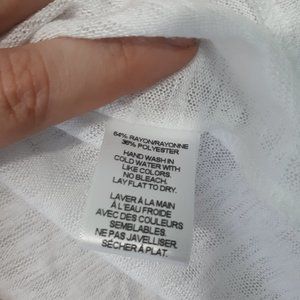 64% RAYON/RAYONNE
36% POLYESTER
HAND WASH IN
COLD WATER WITH
LIKE COLORS.
NO BLEACH.
LAY FLAT TO DRY.
LAVER À LA MAIN
À L'EAU FROIDE
AVEC DES COULEURS
SEMBLABLES.
NE PAS JAVELLISER.
SÉCHER À PLAT.